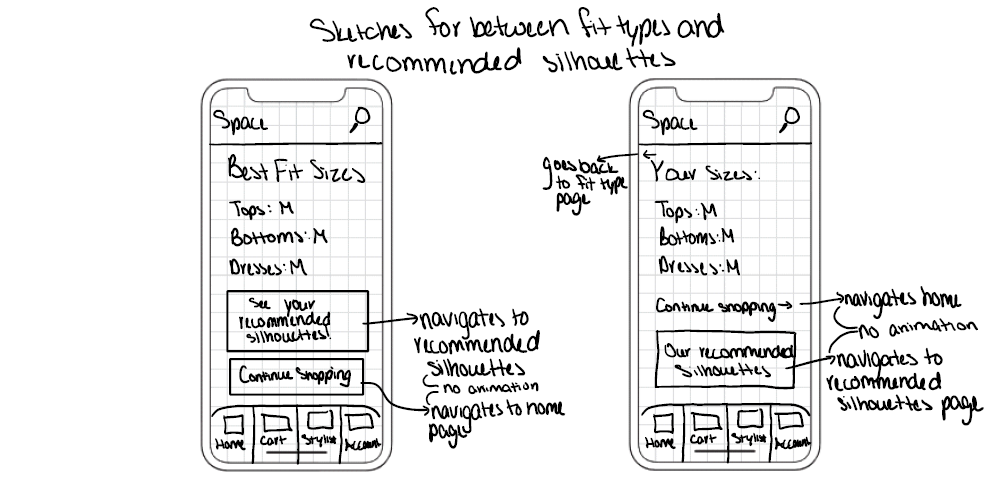 Sketches for between fit types and
recommended silhouettes
Space
Best Fit Sizes
Tops: M
Bottoms: M
Dresses: M
See your
recommended
silhouettes!
Continue shopping
Home
Cart
Stylist
Account
navigates to
recommended
silhouettes
no animation
navigates to home
page
Space
goes back
to fit type
page
←
Your Sizes:
Tops: M
Bottoms: M
Dresses: M
Continue shopping →
Our recommended
silhouettes
Home
Cart
Stylist
Account
navigates home
no animation
navigates to
recommended
silhouettes page